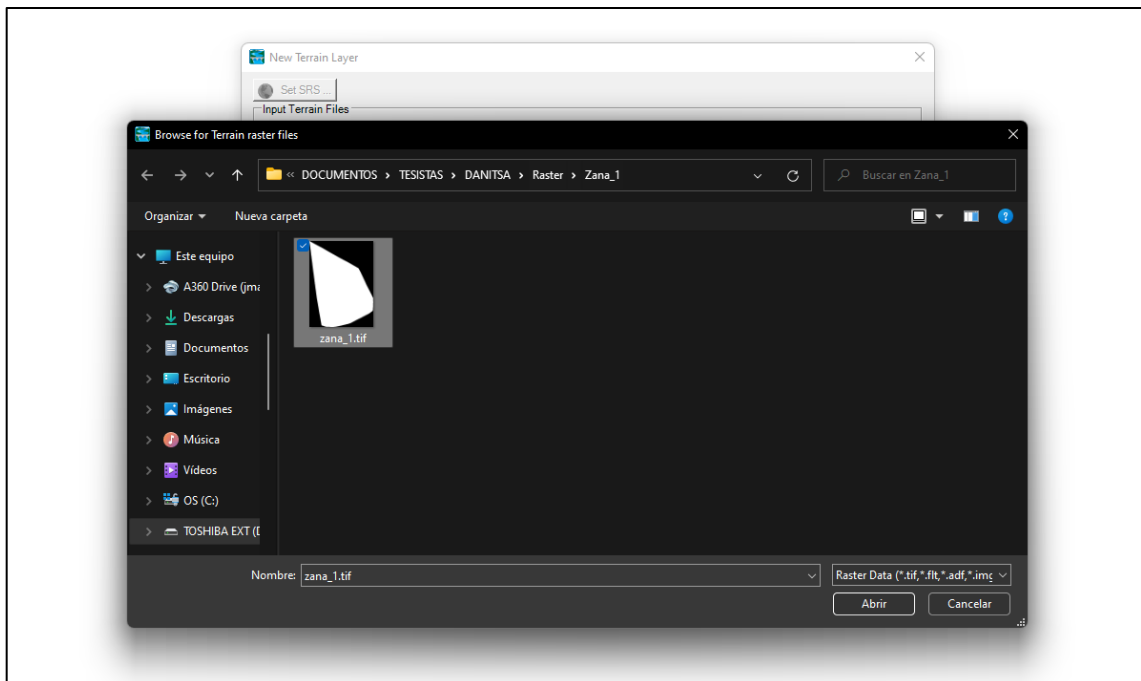 New Terrain Layer
Set SRS ...
Input Terrain Files
Browse for Terrain raster files
« DOCUMENTOS > TESISTAS > DANITSA > Raster > Zana_1
Buscar en Zana_1
Organizar
Nueva carpeta
Este equipo
A360 Drive (jma
Descargas
Documentos
Escritorio
Imágenes
Música
Vídeos
OS (C:)
TOSHIBA EXT (D
zana_1.tif
Nombre: zana_1.tif
Raster Data (*.tif,*.flt,*.adf,*.img
Abrir
Cancelar